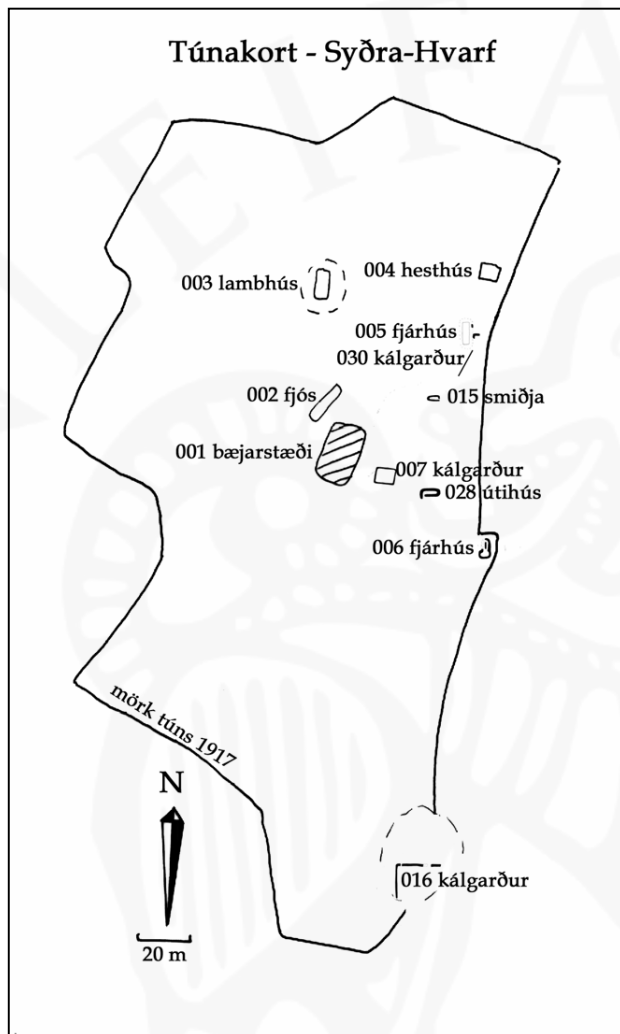 Túnakort - Syðra-Hvarf
004 hesthús
003 lambhús
005 fjárhús
030 kálgarður
002 fjós
015 smiðja
001 bæjarstæði
007 kálgarður
028 útihús
006 fjárhús
mörk túns 1917
N
016 kálgarður
20 m